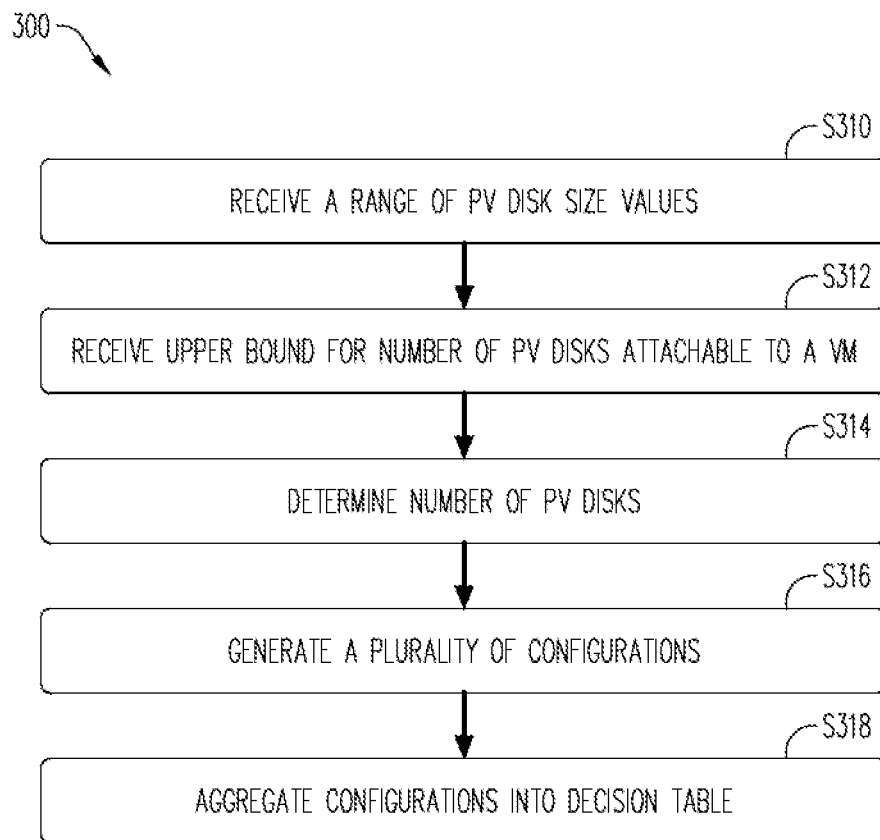 300
S310
RECEIVE A RANGE OF PV DISK SIZE VALUES
S312
RECEIVE UPPER BOUND FOR NUMBER OF PV DISKS ATTACHABLE TO A VM
S314
DETERMINE NUMBER OF PV DISKS
S316
GENERATE A PLURALITY OF CONFIGURATIONS
S318
AGGREGATE CONFIGURATIONS INTO DECISION TABLE